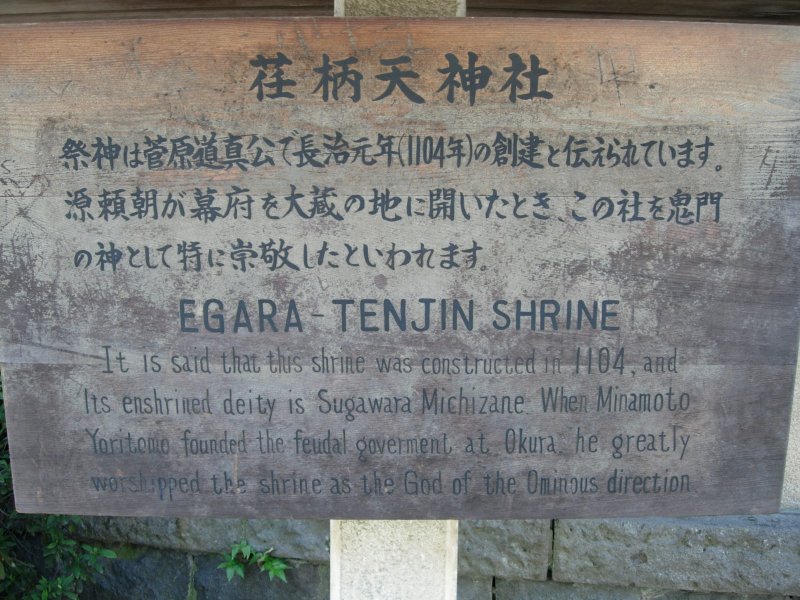 荏柄天神社
祭神は菅原道真公で長治元年(1104年)の創建と伝えられています。
源頼朝が幕府を大蔵の地に開いたとき、この社を鬼門
の神として特に崇敬したといわれます。
EGARA-TENJIN SHRINE
It is said that this shrine was constructed in 1104, and
Its enshrined deity is Sugawara Michizane. When Minamoto
Yoritomo founded the feudal goverment at Okura, he greatly
worshipped the shrine as the God of the Ominous direction